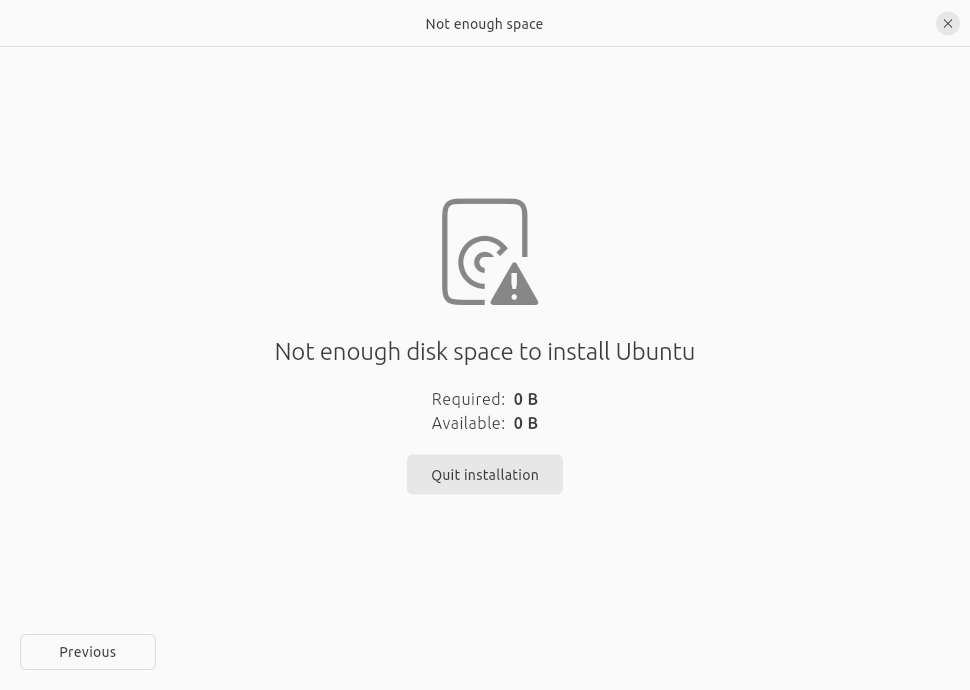 Not enough space
Not enough disk space to install Ubuntu
Required: 0 B
Available: 0 B
Quit installation
Previous